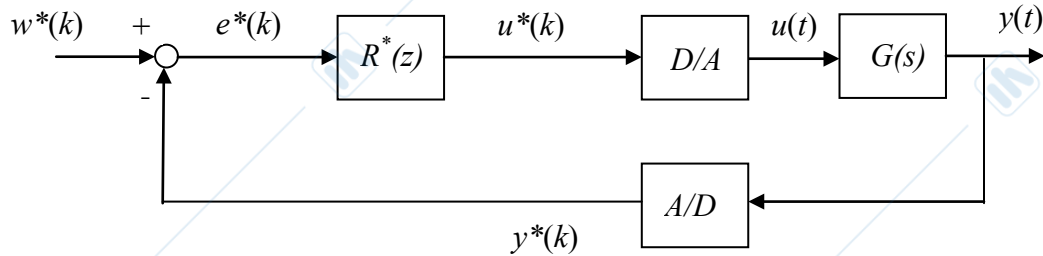 w*(k) + e*(k) R*(z) u*(k) D/A u(t) G(s) y(t)
-
A/D
y*(k)